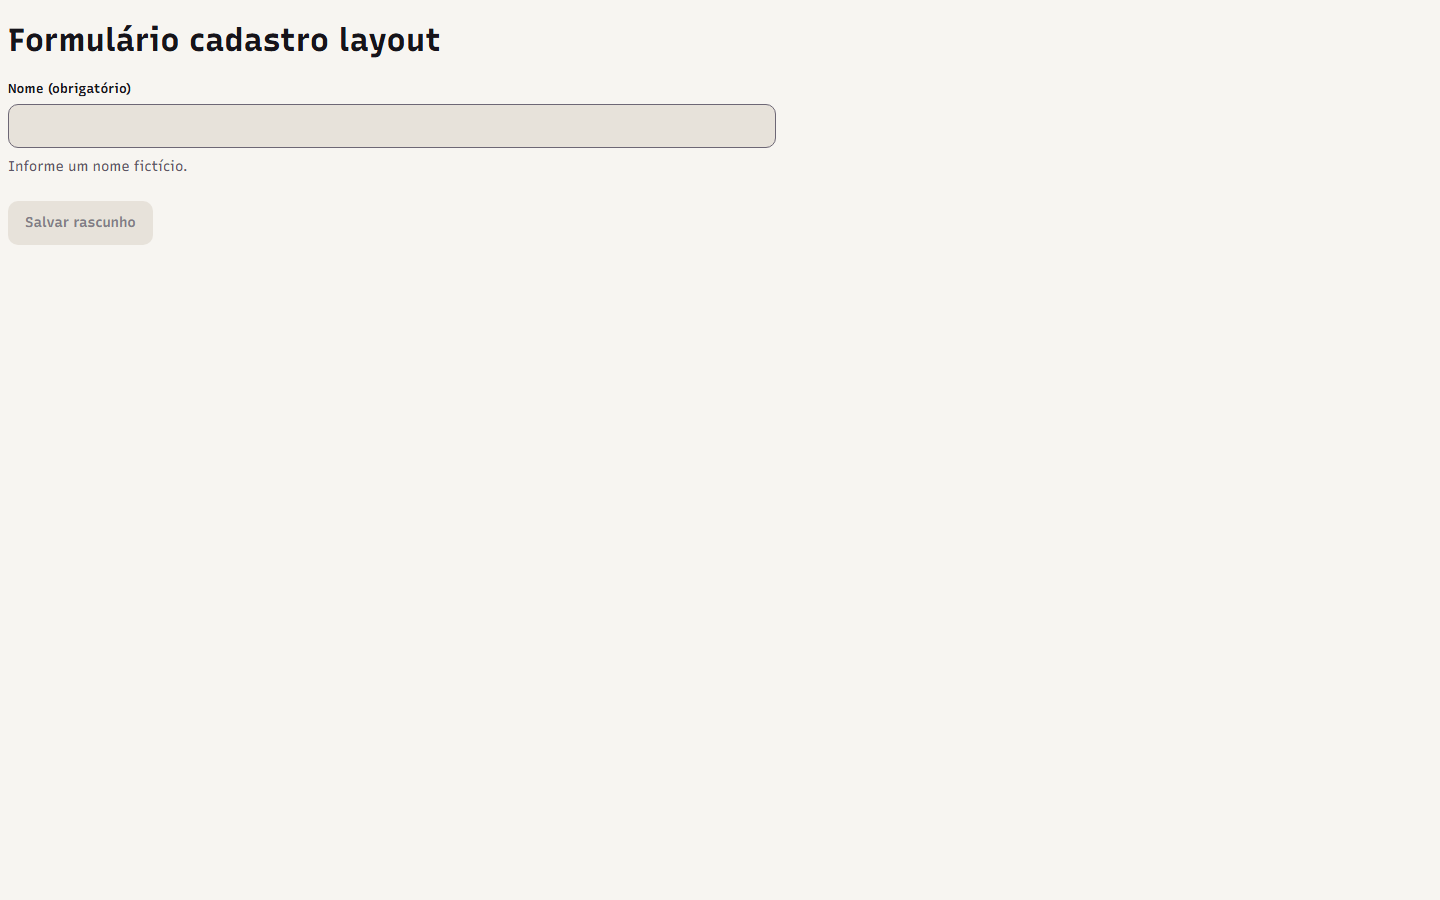 Formulário cadastro layout
Nome (obrigatório)
Informe um nome fictício.
Salvar rascunho